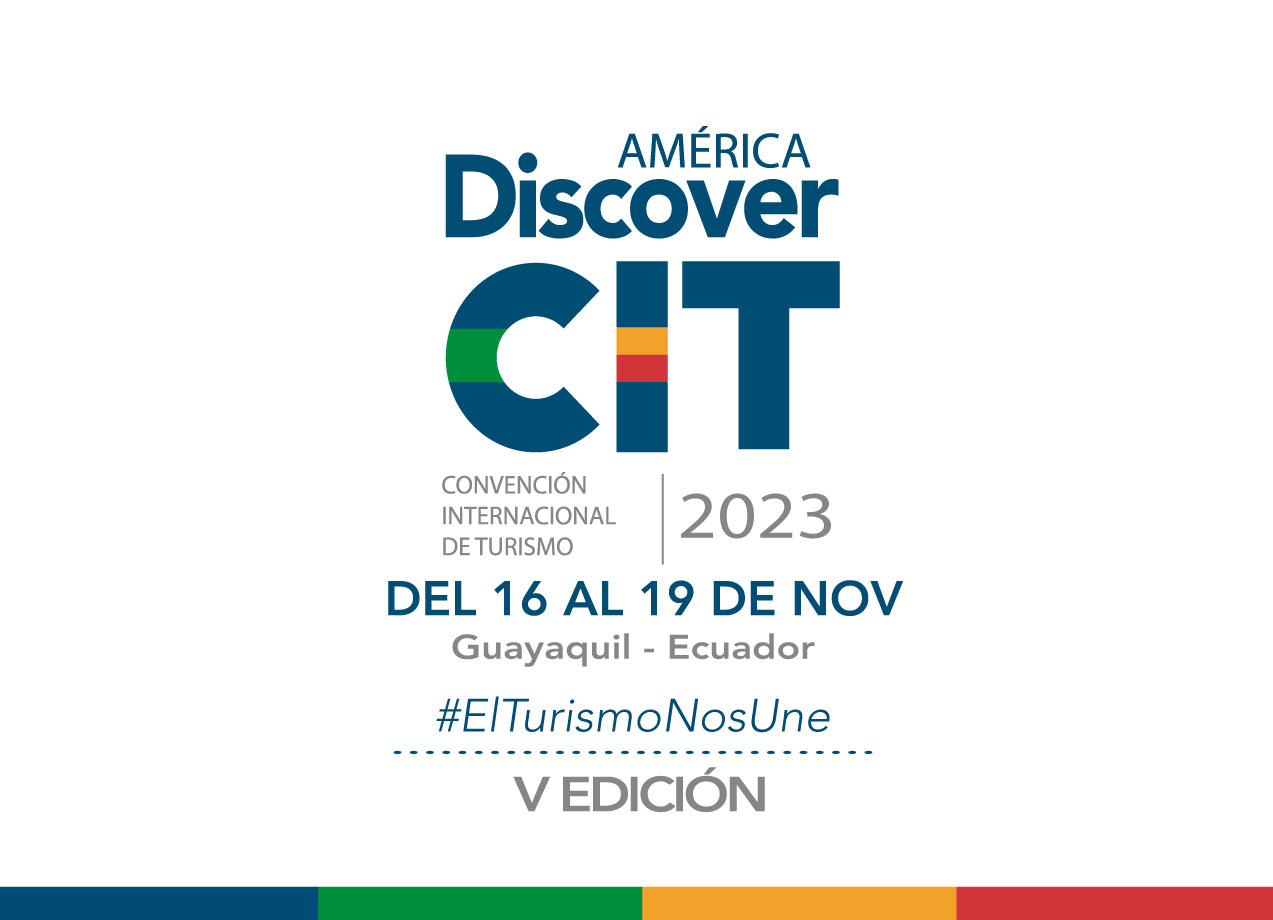 AMÉRICA
Discover
CIT
CONVENCIÓN
INTERNACIONAL
DE TURISMO
2023
DEL 16 AL 19 DE NOV
Guayaquil - Ecuador
#ElTurismoNosUne
V EDICIÓN